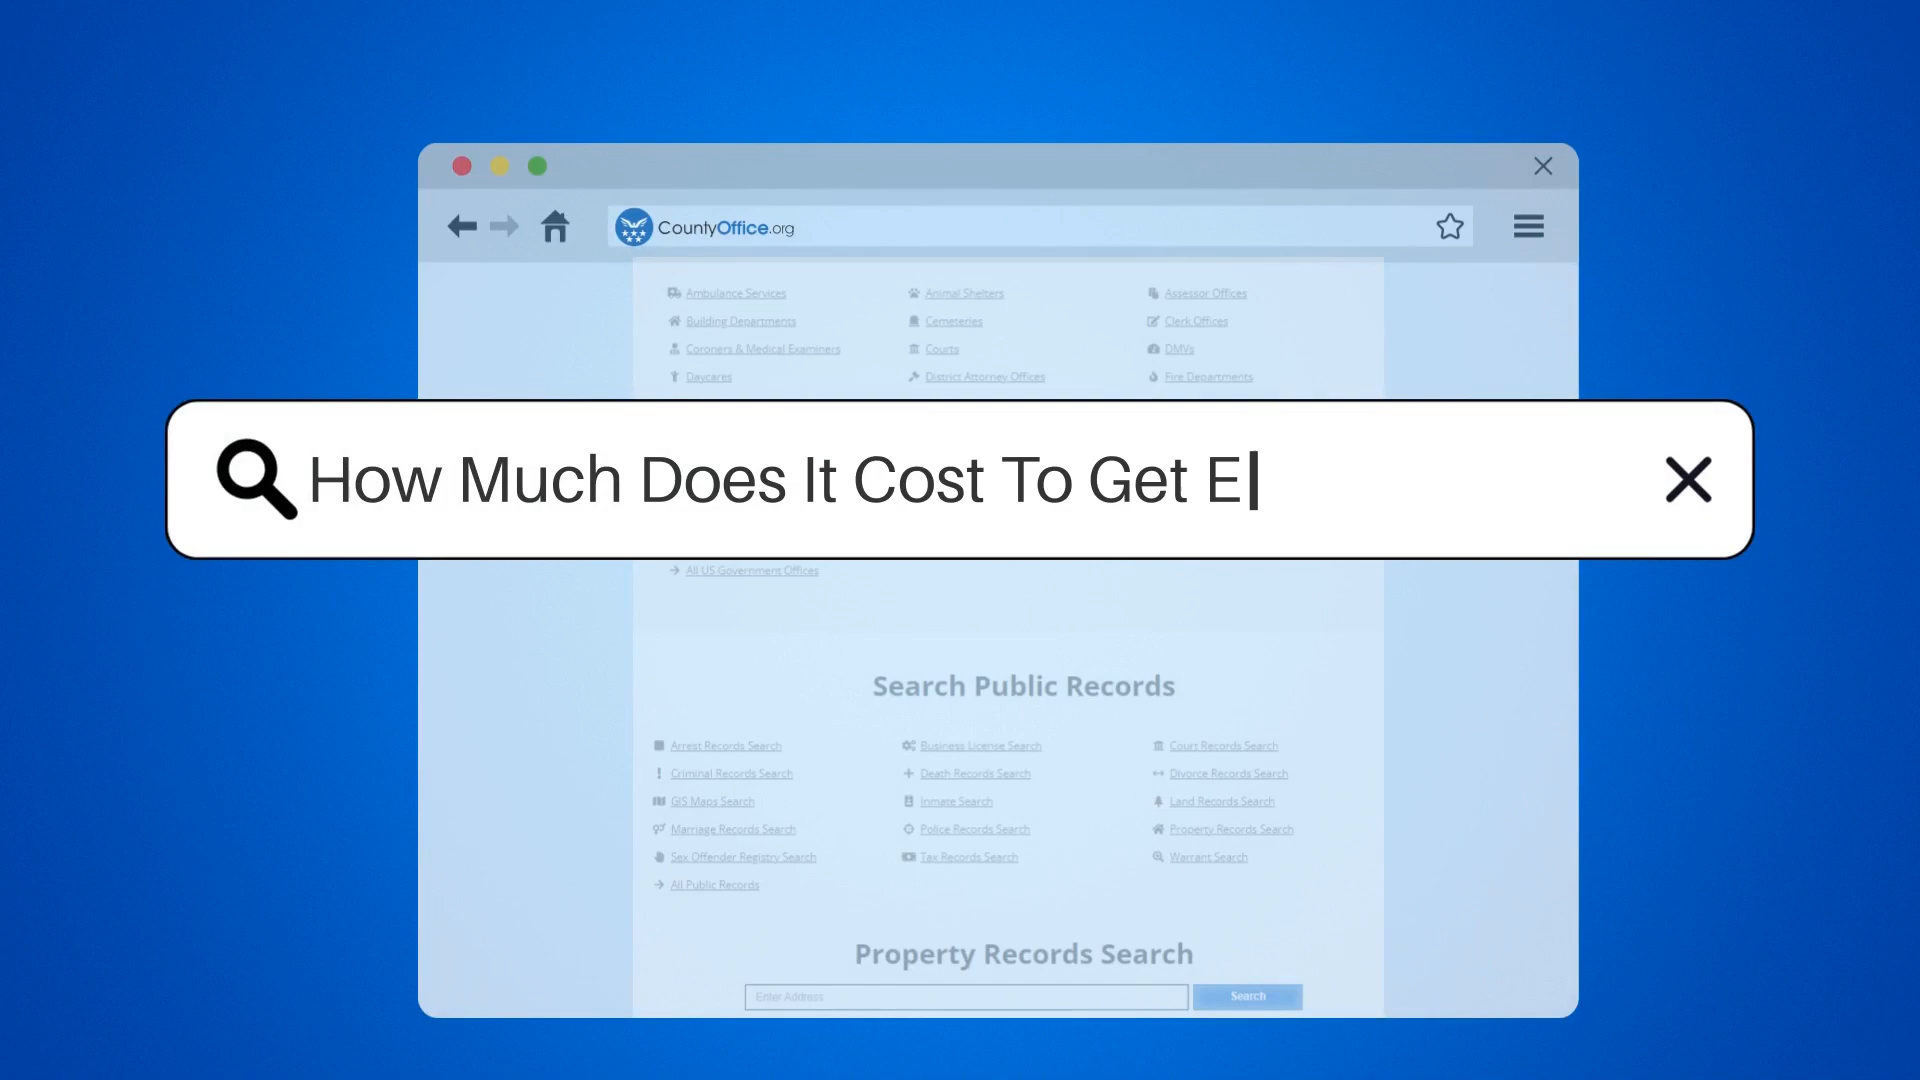 CountyOffice.org
Ambulance Services Animal Shelters Assessor Offices
Building Departments Cemeteries Clerk Offices
Coroners & Medical Examiners Courts DMVs
Daycares District Attorney Offices Fire Departments
How Much Does It Cost To Get E
All US Government Offices
Search Public Records
Arrest Records Search Business License Search Court Records Search
Criminal Records Search Death Records Search Divorce Records Search
GIS Maps Search Inmate Search Land Records Search
Marriage Records Search Police Records Search Property Records Search
Sex Offender Registry Search Tax Records Search Warrant Search
All Public Records
Property Records Search
Enter Address Search